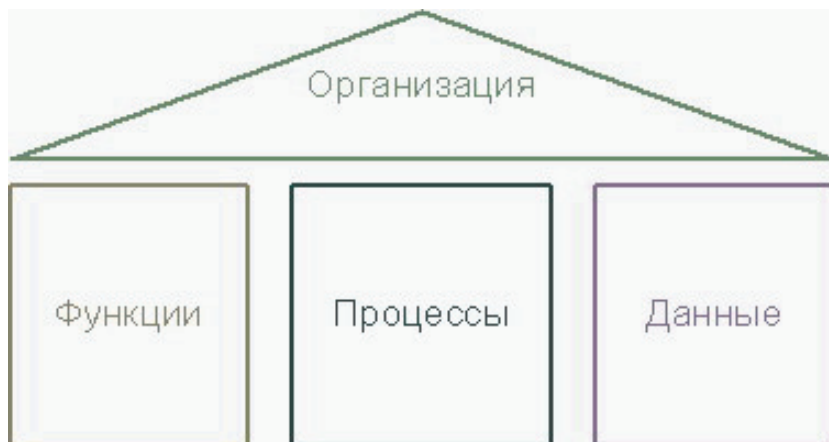 Организация
Функции
Процессы
Данные